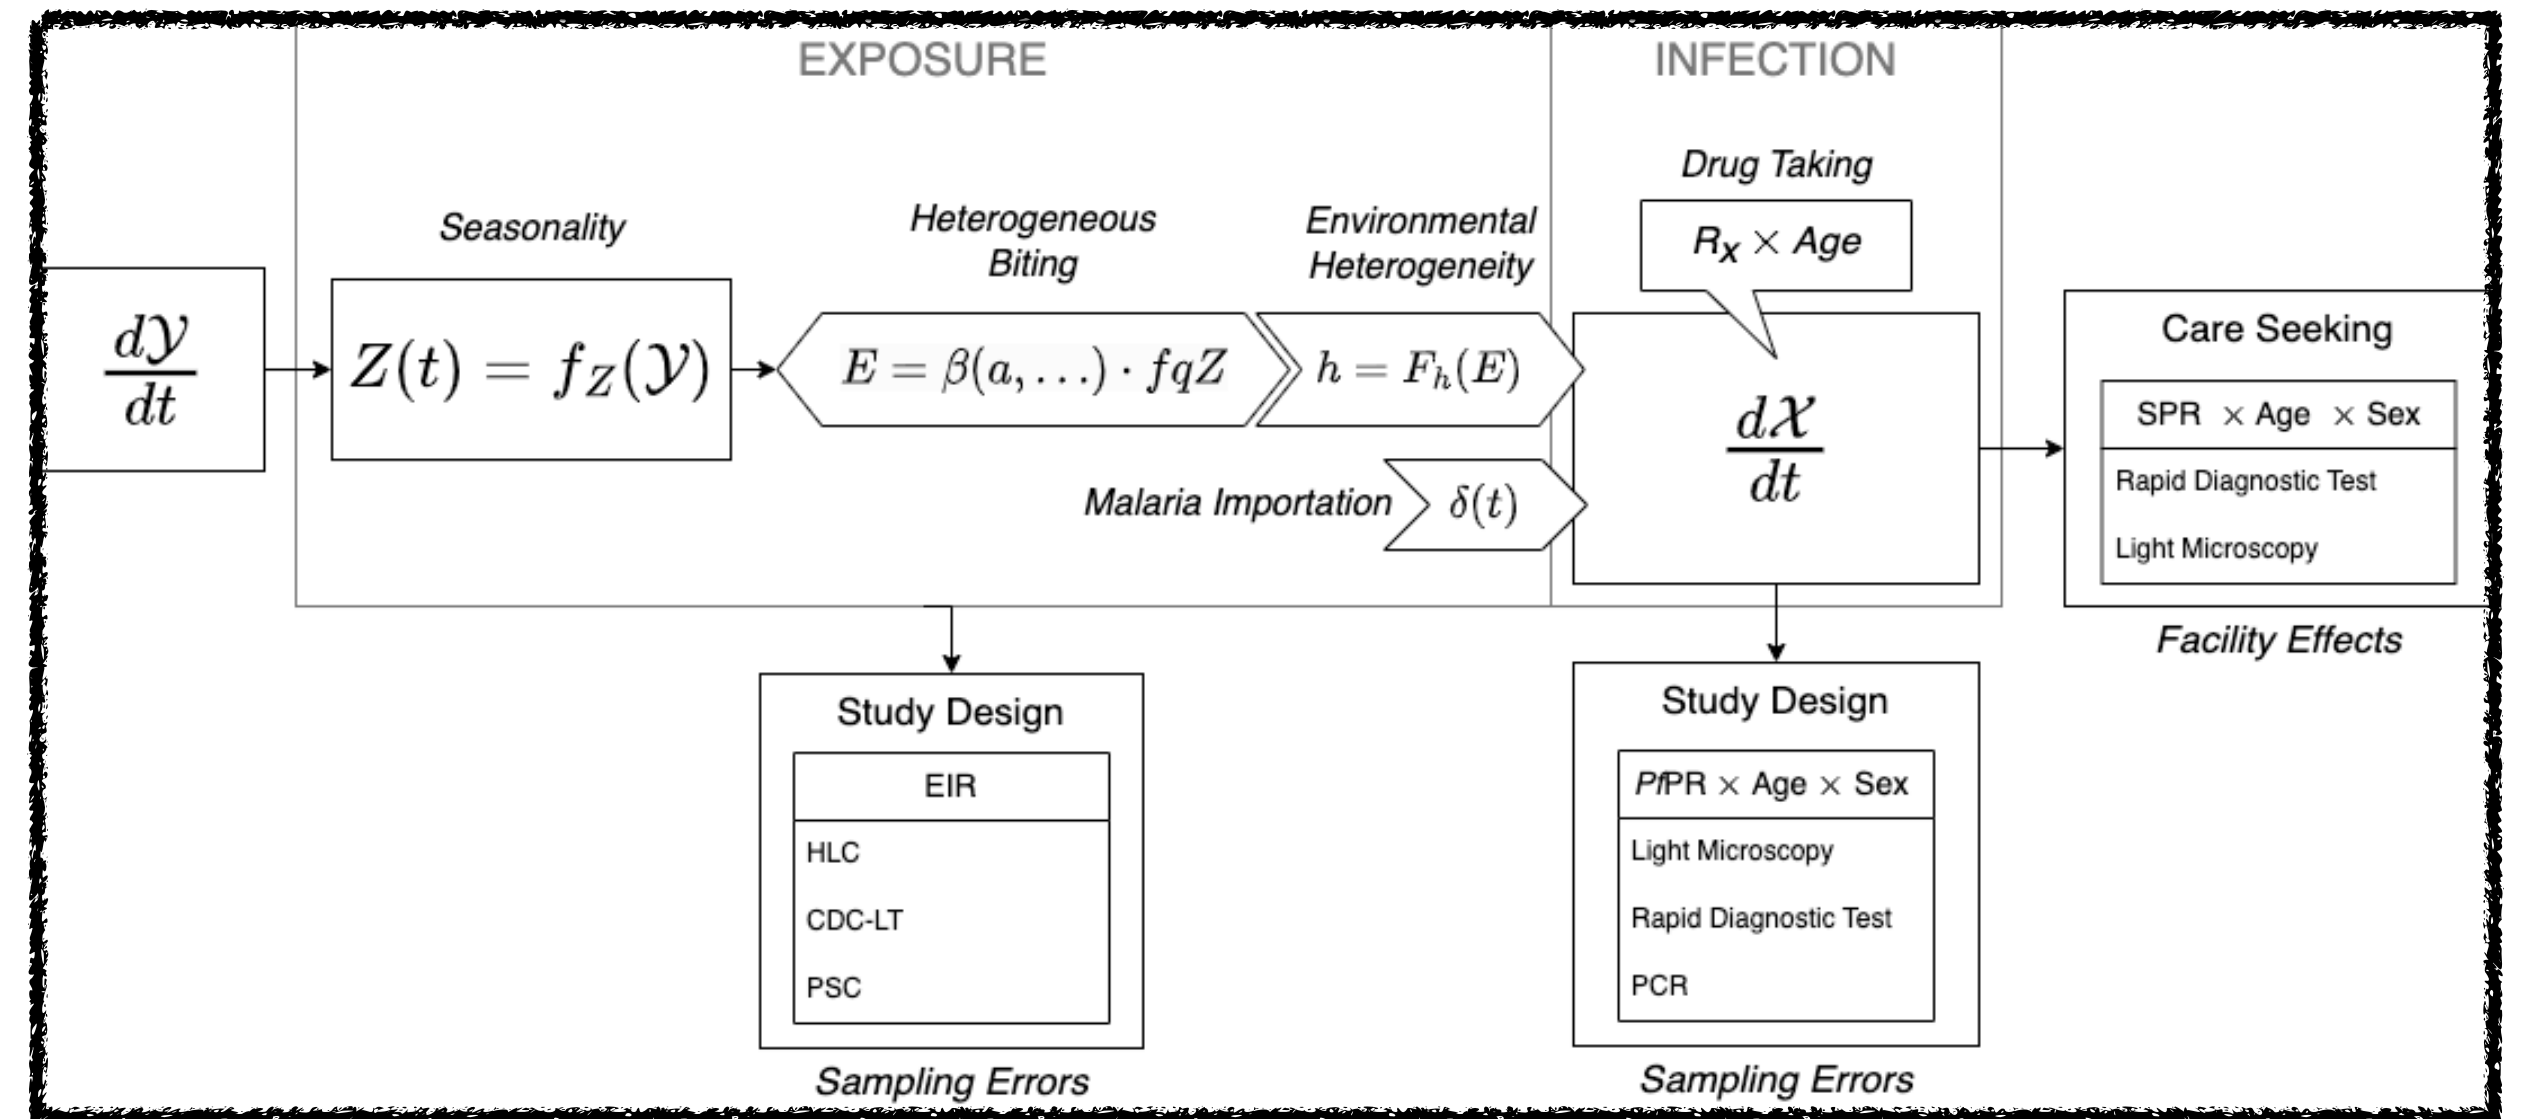 EXPOSURE
INFECTION
Drug Taking
R_X × Age
Seasonality
Heterogeneous
Biting
Environmental
Heterogeneity
d𝒴
dt
Z(t) = f_Z(𝒴)
E = β(a, ...) · fqZ
h = F_h(E)
Malaria Importation
δ(t)
d𝒳
dt
Care Seeking
SPR × Age × Sex
Rapid Diagnostic Test
Light Microscopy
Facility Effects
Study Design
EIR
HLC
CDC-LT
PSC
Sampling Errors
Study Design
PfPR × Age × Sex
Light Microscopy
Rapid Diagnostic Test
PCR
Sampling Errors